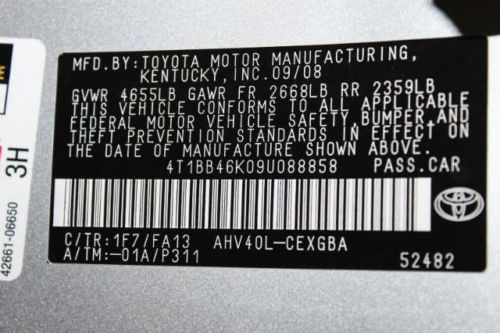 MFD.BY:TOYOTA MOTOR MANUFACTURING,
KENTUCKY,INC.09/08
GVWR 4655LB GAWR FR 2668LB RR 2359LB
THIS VEHICLE CONFORMS TO ALL APPLICABLE
FEDERAL MOTOR VEHICLE SAFETY,BUMPER,AND
THEFT PREVENTION STANDARDS IN EFFECT ON
THE DATE OF MANUFACTURE SHOWN ABOVE.
4T1BB46K09U088858 PASS.CAR
C/TR:1F7/FA13 AHV40L-CEXGBA
A/TM:-01A/P311 52482
TOYOTA
3H
42661-06650